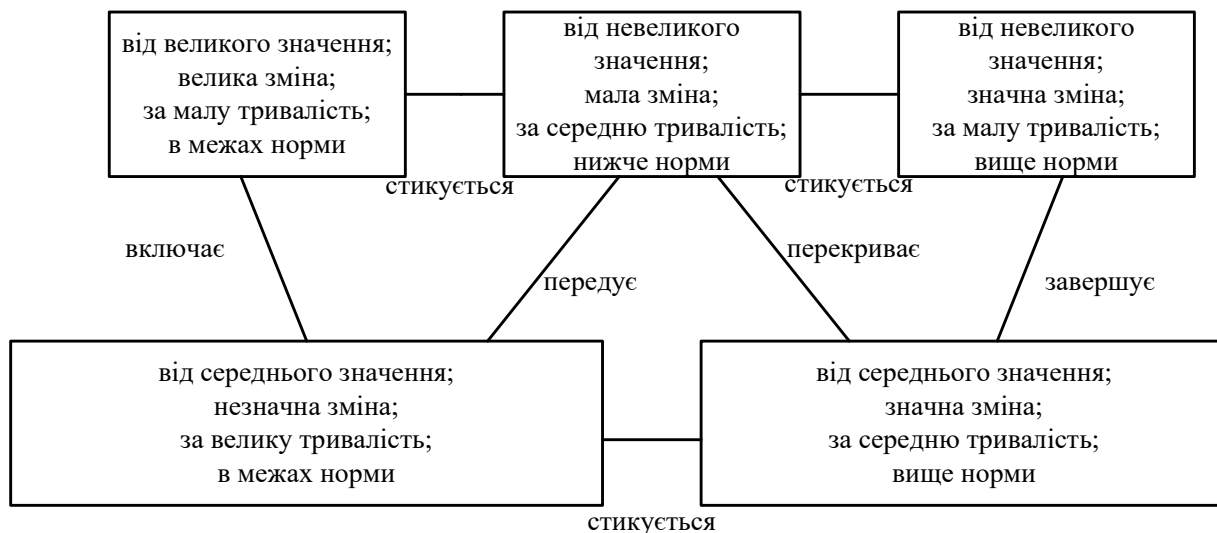 від великого значення;
велика зміна;
за малу тривалість;
в межах норми
від невеликого
значення;
мала зміна;
за середню тривалість;
нижче норми
від невеликого
значення;
значна зміна;
за малу тривалість;
вище норми
стикується
стикується
включає
передує
перекриває
завершує
від середнього значення;
незначна зміна;
за велику тривалість;
в межах норми
від середнього значення;
значна зміна;
за середню тривалість;
вище норми
стикується